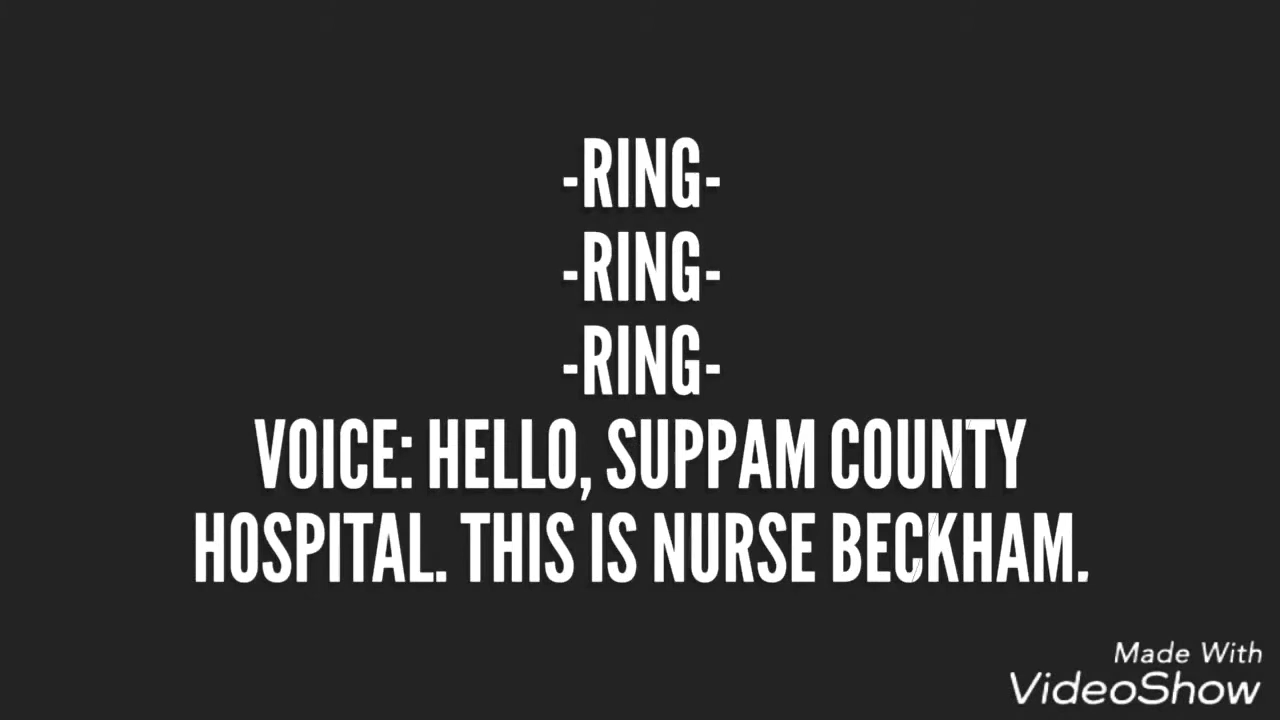 -RING-
-RING-
-RING-
VOICE: HELLO, SUPPAM COUNTY
HOSPITAL. THIS IS NURSE BECKHAM.
Made With
VideoShow